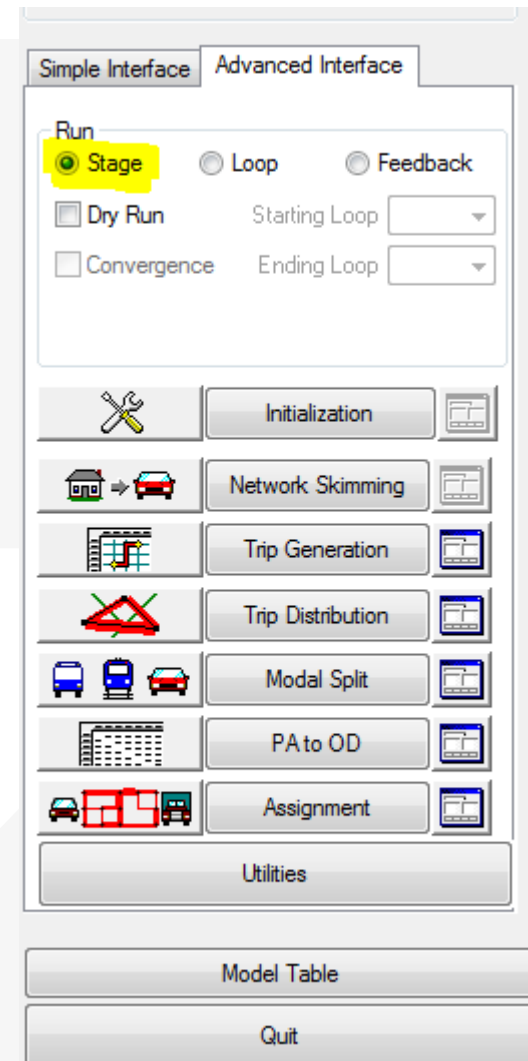 Simple Interface Advanced Interface
Run
Stage Loop Feedback
Dry Run Starting Loop
Convergence Ending Loop
Initialization
Network Skimming
Trip Generation
Trip Distribution
Modal Split
PA to OD
Assignment
Utilities
Model Table
Quit